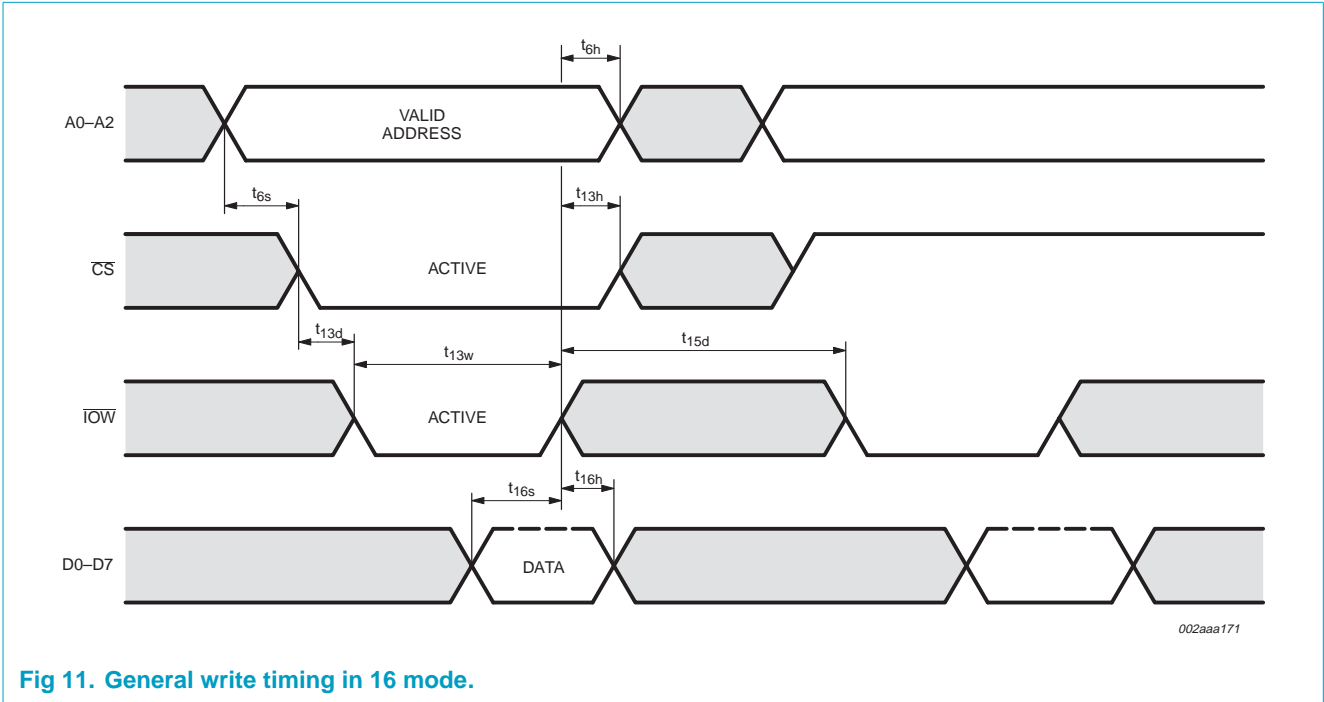 t6h
A0–A2
VALID
ADDRESS
t6s
t13h
CS
ACTIVE
t13d
t13w
t15d
IOW
ACTIVE
t16s
t16h
D0–D7
DATA
002aaa171
Fig 11. General write timing in 16 mode.